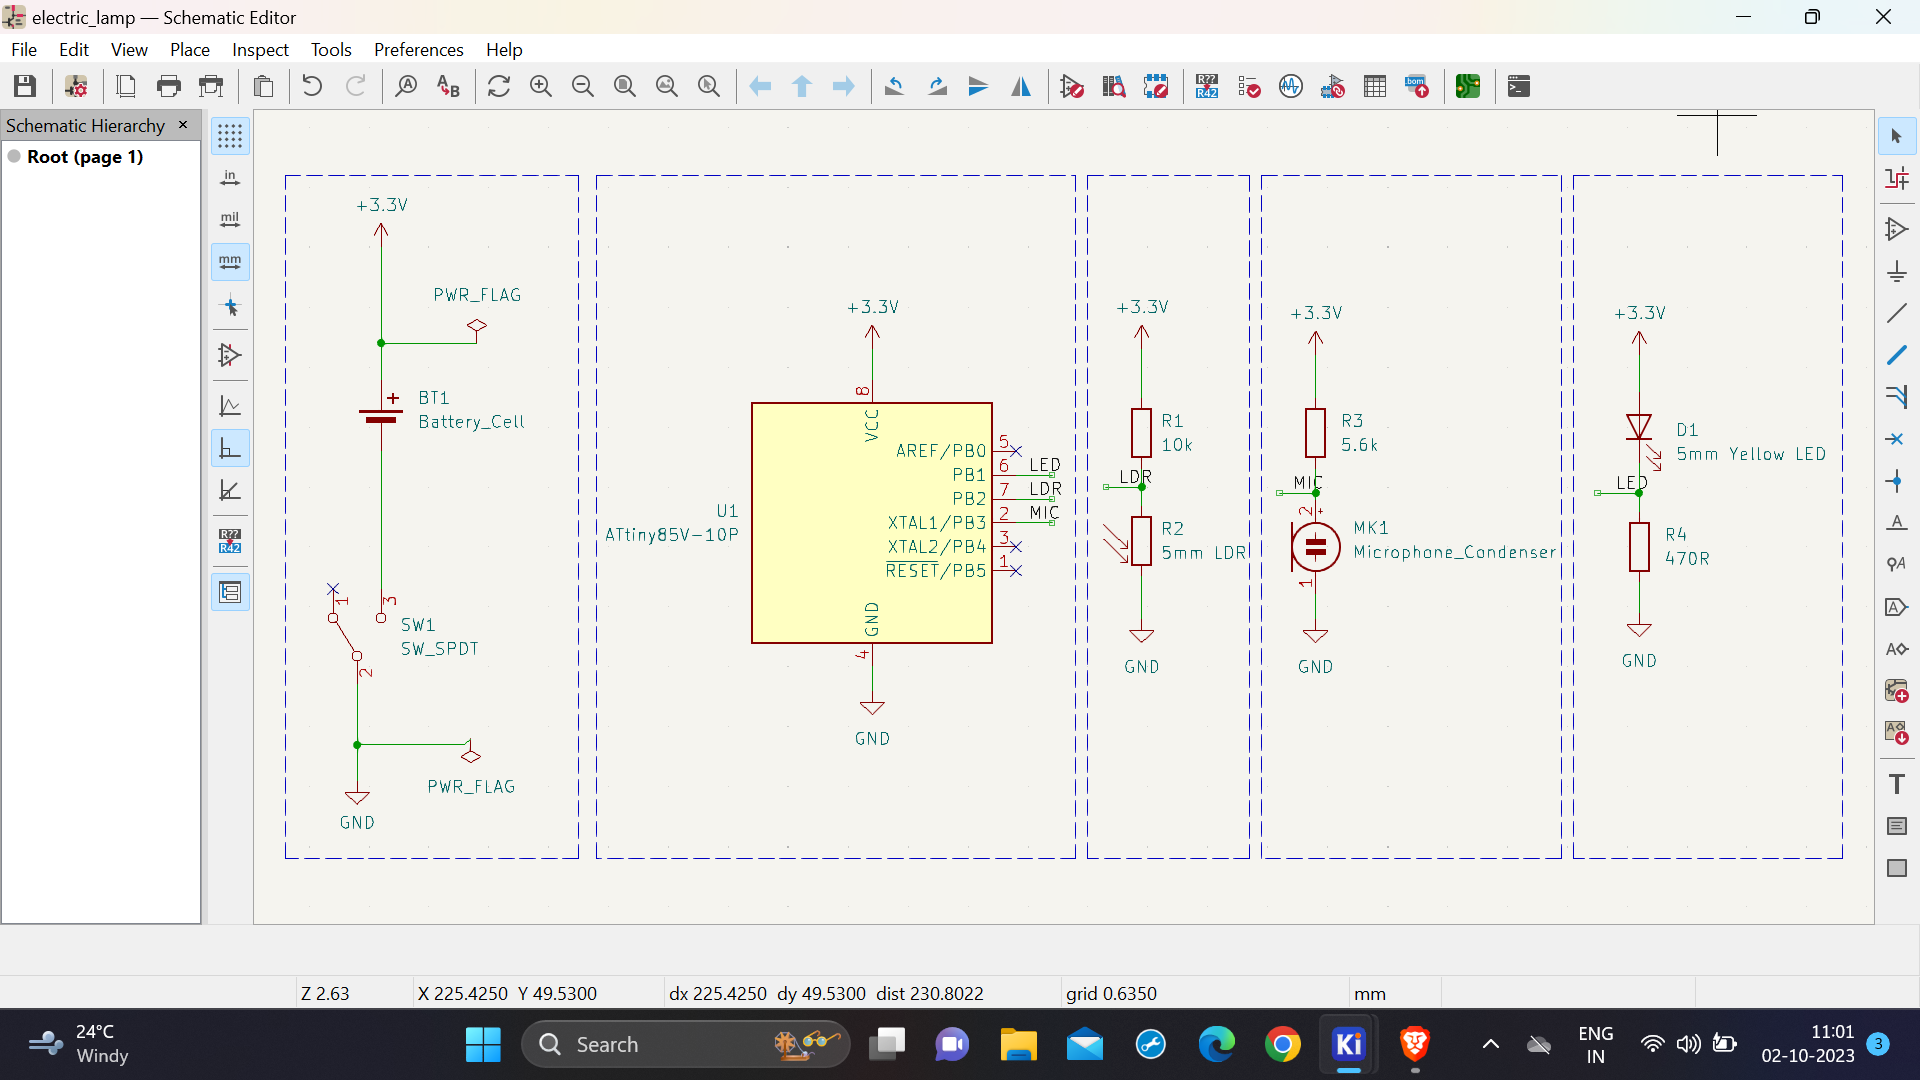 electric_lamp — Schematic Editor
File Edit View Place Inspect Tools Preferences Help
A
A B
R?? R42
bom
Schematic Hierarchy ×
Root (page 1)
in
mil
mm
R??
R42
+3.3V
PWR_FLAG
+ BT1
Battery_Cell
1
3
SW1
SW_SPDT
2
PWR_FLAG
GND
+3.3V
8
VCC
AREF/PB0 5
PB1 6 LED
PB2 7 LDR
XTAL1/PB3 2 MIC
XTAL2/PB4 3
RESET/PB5 1
U1
ATtiny85V-10P
GND
4
GND
+3.3V
R1
10k
LDR
R2
5mm LDR
GND
+3.3V
R3
5.6k
MIC
2 +
MK1
Microphone_Condenser
1
GND
+3.3V
D1
5mm Yellow LED
LED
R4
470R
GND
A
A
A
A
A
T
Z 2.63 X 225.4250 Y 49.5300 dx 225.4250 dy 49.5300 dist 230.8022 grid 0.6350 mm
24°C
Windy
Search
Ki
ENG
IN
11:01
02-10-2023
3